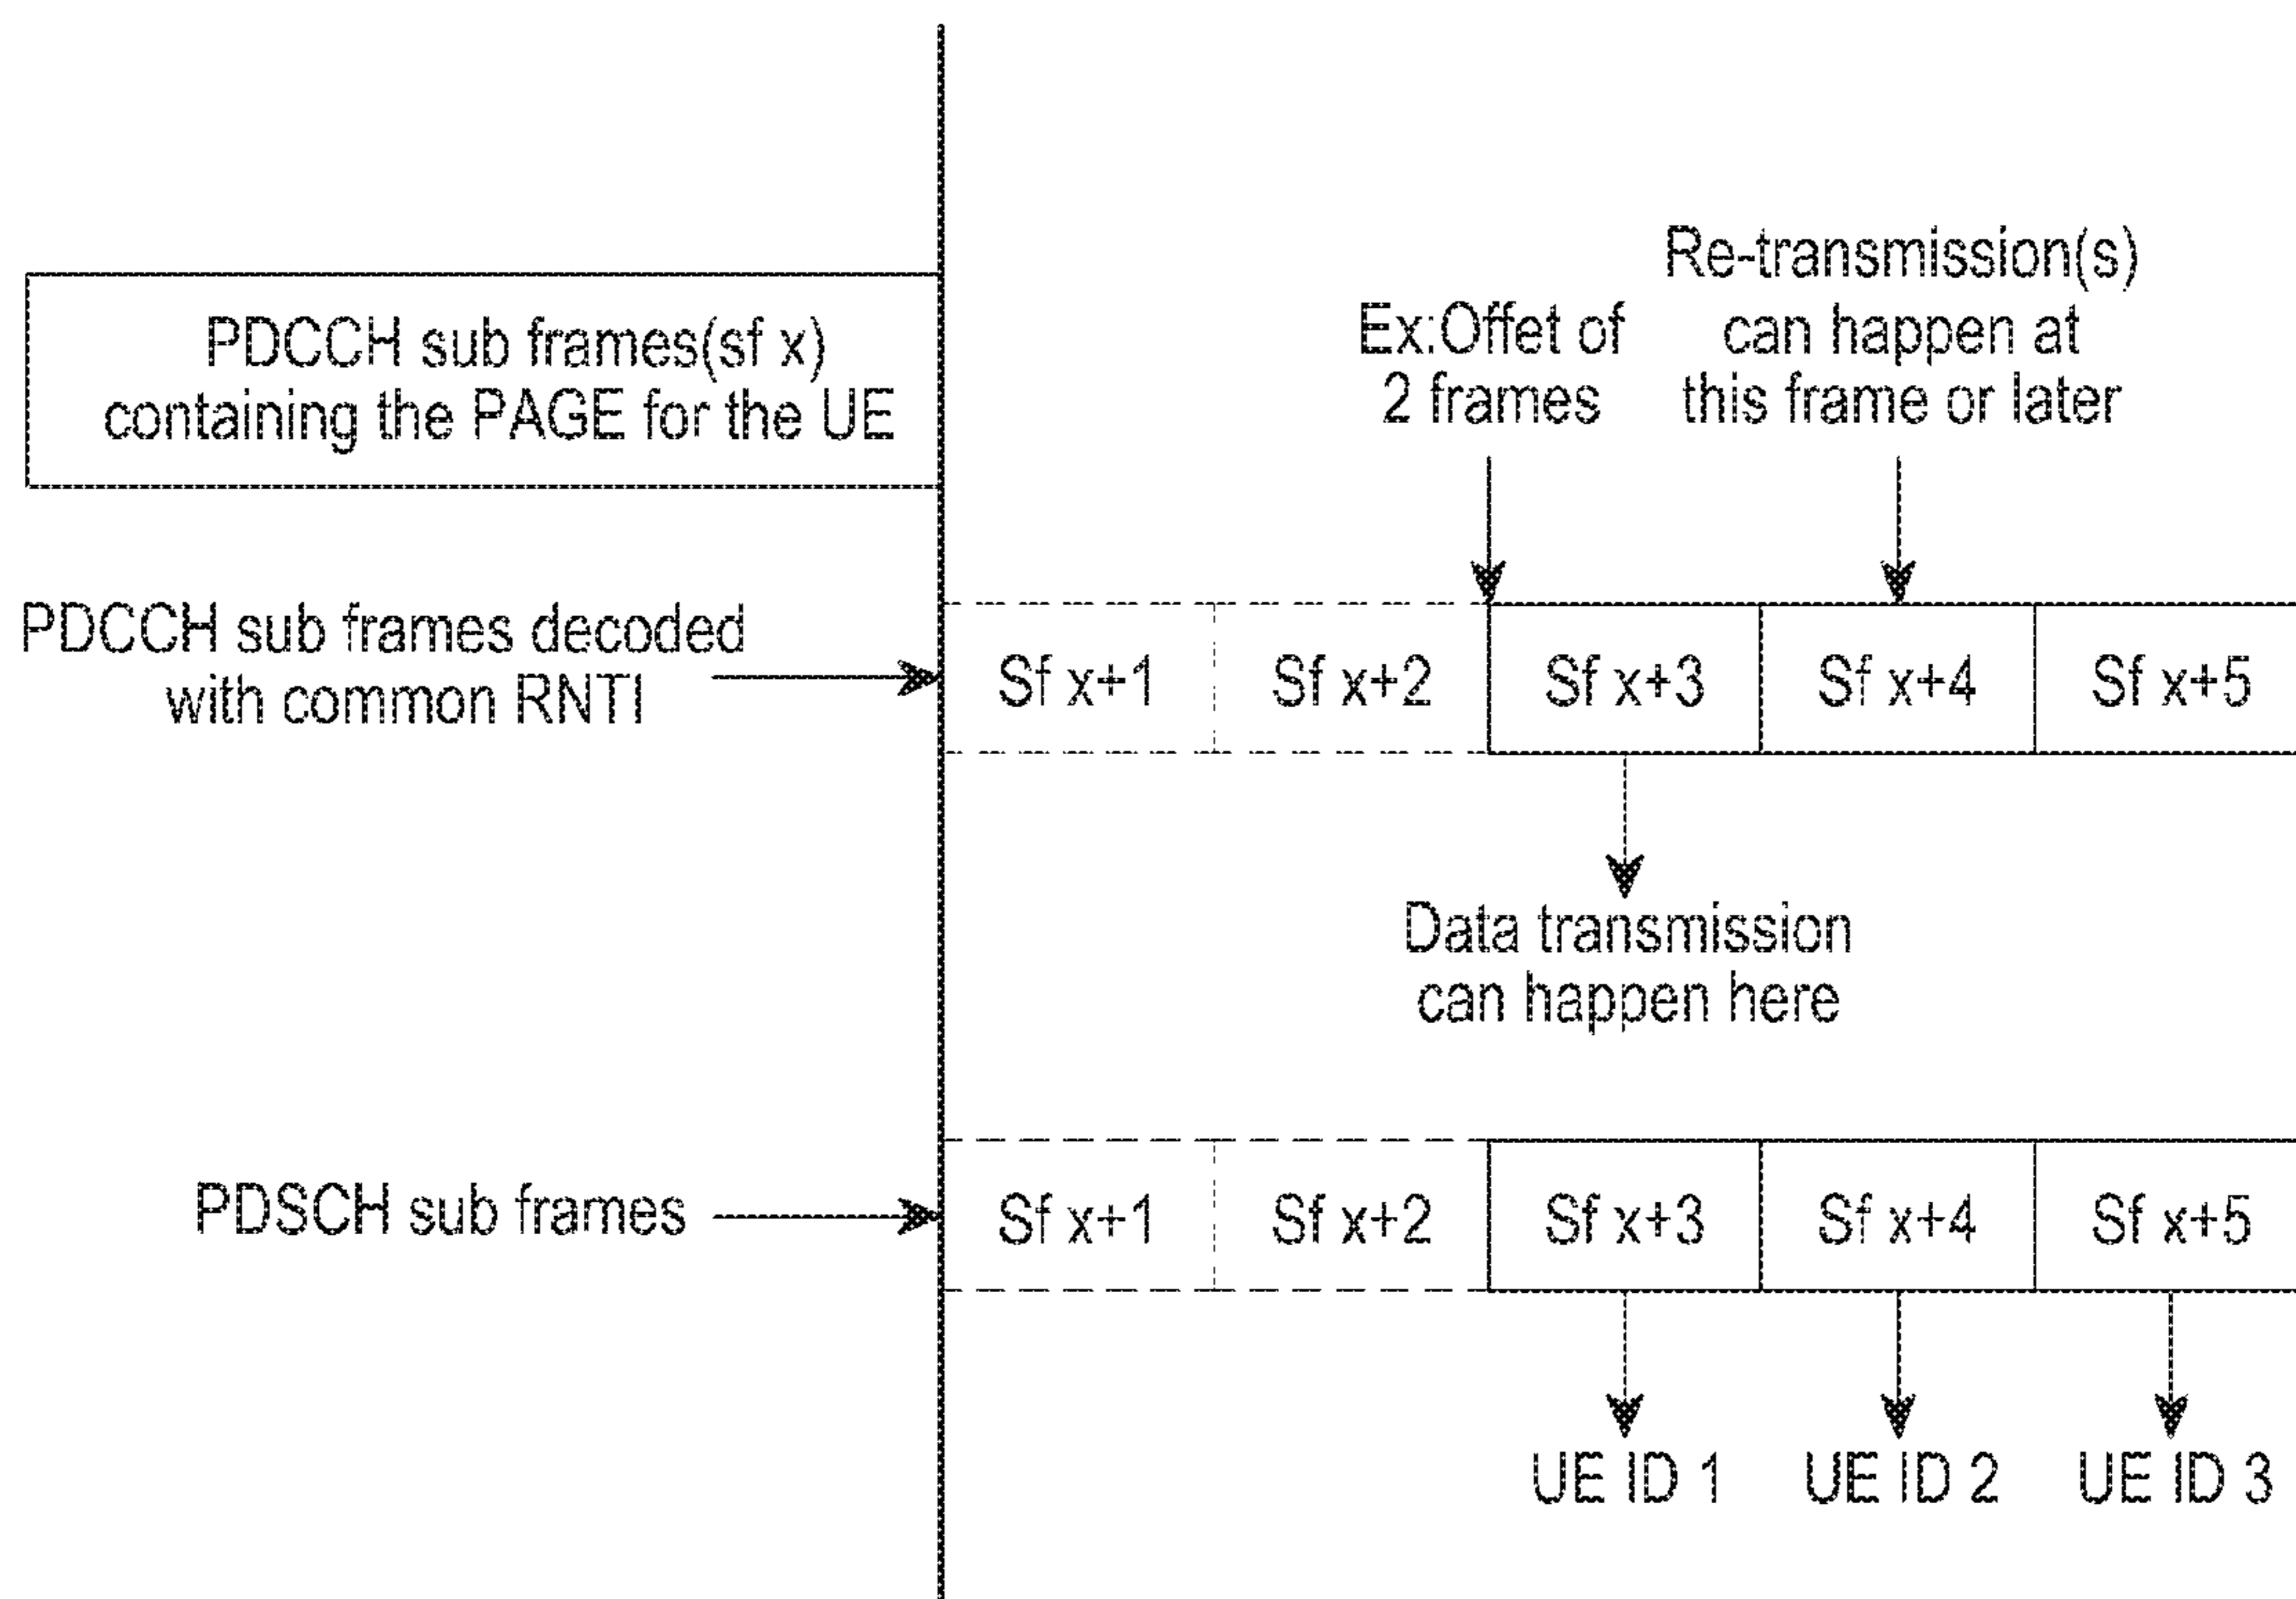 Re-transmission(s)
can happen at
this frame or later
Ex:Offet of
2 frames
PDCCH sub frames(sf x)
containing the PAGE for the UE
PDCCH sub frames decoded
with common RNTI
Sf x+1 Sf x+2 Sf x+3 Sf x+4 Sf x+5
Data transmission
can happen here
PDSCH sub frames
Sf x+1 Sf x+2 Sf x+3 Sf x+4 Sf x+5
UE ID 1 UE ID 2 UE ID 3